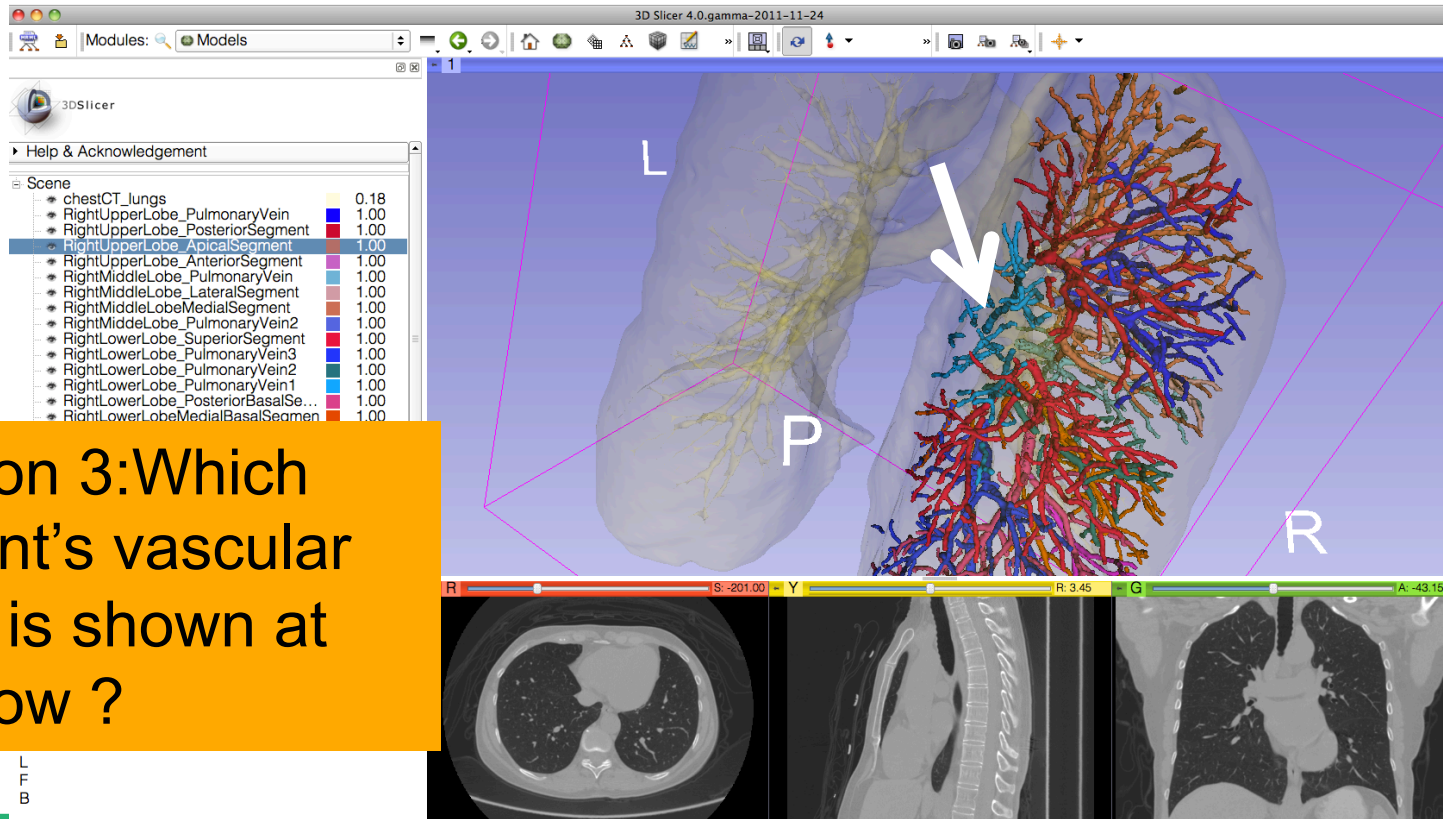 3D Slicer 4.0.gamma-2011-11-24
Modules: Models
»
»
3DSlicer
1
Help & Acknowledgement
Scene
chestCT_lungs 0.18
RightUpperLobe_PulmonaryVein 1.00
RightUpperLobe_PosteriorSegment 1.00
RightUpperLobe_ApicalSegment 1.00
RightUpperLobe_AnteriorSegment 1.00
RightMiddleLobe_PulmonaryVein 1.00
RightMiddleLobe_LateralSegment 1.00
RightMiddleLobeMedialSegment 1.00
RightMiddeLobe_PulmonaryVein2 1.00
RightLowerLobe_SuperiorSegment 1.00
RightLowerLobe_PulmonaryVein3 1.00
RightLowerLobe_PulmonaryVein2 1.00
RightLowerLobe_PulmonaryVein1 1.00
RightLowerLobe_PosteriorBasalSe... 1.00
RightLowerLobeMedialBasalSegmen 1.00
L
P
R
on 3:Which
nt’s vascular
is shown at
ow ?
L
F
B
R S: -201.00
Y R: 3.45
G A: -43.15